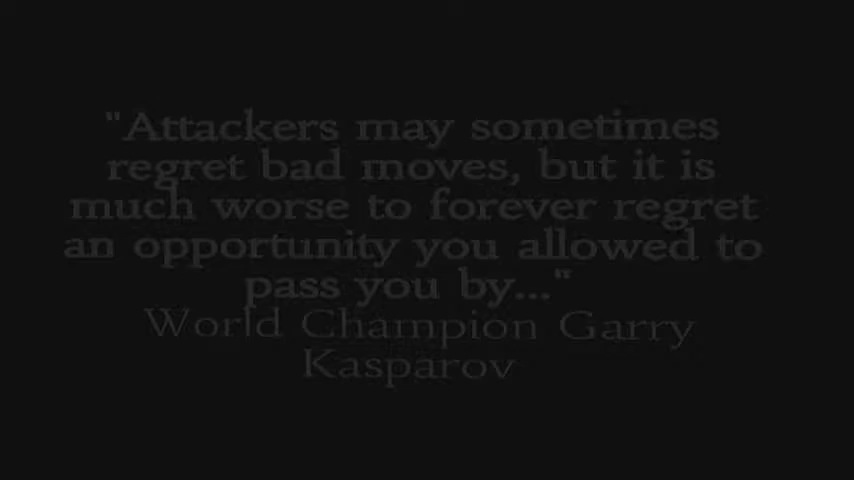 "Attackers may sometimes
regret bad moves, but it is
much worse to forever regret
an opportunity you allowed to
pass you by..."
World Champion Garry
Kasparov